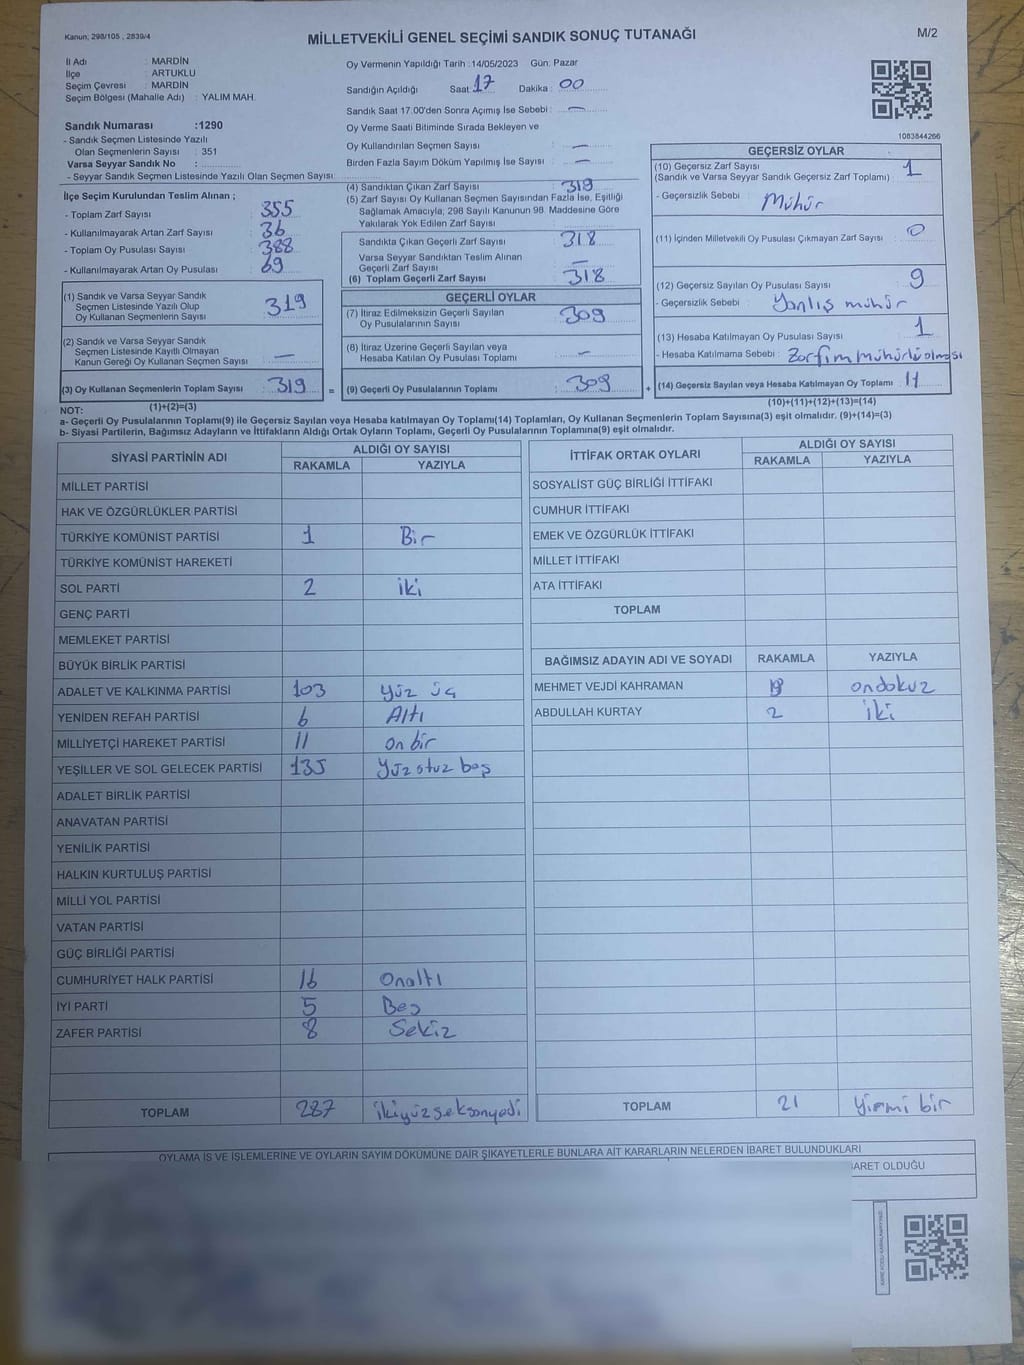 Kanun, 298/105 , 2839/4
MİLLETVEKİLİ GENEL SEÇİMİ SANDIK SONUÇ TUTANAĞI
M/2
İl Adı : MARDİN
İlçe : ARTUKLU
Seçim Çevresi : MARDİN
Seçim Bölgesi (Mahalle Adı) : YALIM MAH.
Sandık Numarası :1290
- Sandık Seçmen Listesinde Yazılı
Olan Seçmenlerin Sayısı : 351
Varsa Seyyar Sandık No :
- Seyyar Sandık Seçmen Listesinde Yazılı Olan Seçmen Sayısı
Oy Vermenin Yapıldığı Tarih :14/05/2023 Gün: Pazar
Sandığın Açıldığı Saat: 17 Dakika : 00
Sandık Saat 17.00'den Sonra Açımış İse Sebebi : —
Oy Verme Saati Bitiminde Sırada Bekleyen ve
Oy Kullandırılan Seçmen Sayısı : —
Birden Fazla Sayım Döküm Yapılmış İse Sayısı : —
1083844266
İlçe Seçim Kurulundan Teslim Alınan ;
- Toplam Zarf Sayısı : 355
- Kullanılmayarak Artan Zarf Sayısı : 36
- Toplam Oy Pusulası Sayısı : 388
- Kullanılmayarak Artan Oy Pusulası : 69
(1) Sandık ve Varsa Seyyar Sandık
Seçmen Listesinde Yazılı Olup
Oy Kullanan Seçmenlerin Sayısı : 319
(2) Sandık ve Varsa Seyyar Sandık
Seçmen Listesinde Kayıtlı Olmayan
Kanun Gereği Oy Kullanan Seçmen Sayısı : —
(3) Oy Kullanan Seçmenlerin Toplam Sayısı : 319 =
(1)+(2)=(3)
(4) Sandıktan Çıkan Zarf Sayısı : 319
(5) Zarf Sayısı Oy Kullanan Seçmen Sayısından Fazla İse, Eşitliği
Sağlamak Amacıyla, 298 Sayılı Kanunun 98. Maddesine Göre
Yakılarak Yok Edilen Zarf Sayısı :
Sandıkta Çıkan Geçerli Zarf Sayısı : 318
Varsa Seyyar Sandıktan Teslim Alınan
Geçerli Zarf Sayısı : —
(6) Toplam Geçerli Zarf Sayısı : 318
GEÇERLİ OYLAR
(7) İtiraz Edilmeksizin Geçerli Sayılan
Oy Pusulalarının Sayısı : 309
(8) İtiraz Üzerine Geçerli Sayılan veya
Hesaba Katılan Oy Pusulası Toplamı : —
(9) Geçerli Oy Pusulalarının Toplamı : 309 +
GEÇERSİZ OYLAR
(10) Geçersiz Zarf Sayısı : 1
(Sandık ve Varsa Seyyar Sandık Geçersiz Zarf Toplamı)
- Geçersizlik Sebebi : Mühür
(11) İçinden Milletvekili Oy Pusulası Çıkmayan Zarf Sayısı : 0
(12) Geçersiz Sayılan Oy Pusulası Sayısı : 9
- Geçersizlik Sebebi : Yanlış mühür
(13) Hesaba Katılmayan Oy Pusulası Sayısı : 1
- Hesaba Katılmama Sebebi : Zarfın mühürlü olması
(14) Geçersiz Sayılan veya Hesaba Katılmayan Oy Toplamı : 11
(10)+(11)+(12)+(13)=(14)
NOT:
a- Geçerli Oy Pusulalarının Toplamı(9) ile Geçersiz Sayılan veya Hesaba katılmayan Oy Toplamı(14) Toplamları, Oy Kullanan Seçmenlerin Toplam Sayısına(3) eşit olmalıdır. (9)+(14)=(3)
b- Siyasi Partilerin, Bağımsız Adayların ve İttifakların Aldığı Ortak Oyların Toplamı, Geçerli Oy Pusulalarının Toplamına(9) eşit olmalıdır.
SİYASİ PARTİNİN ADI ALDIĞI OY SAYISI
RAKAMLA YAZIYLA
MİLLET PARTİSİ
HAK VE ÖZGÜRLÜKLER PARTİSİ
TÜRKİYE KOMÜNİST PARTİSİ 1 Bir
TÜRKİYE KOMÜNİST HAREKETİ
SOL PARTİ 2 iki
GENÇ PARTİ
MEMLEKET PARTİSİ
BÜYÜK BİRLİK PARTİSİ
ADALET VE KALKINMA PARTİSİ 103 Yüz üç
YENİDEN REFAH PARTİSİ 6 Altı
MİLLİYETÇİ HAREKET PARTİSİ 11 on bir
YEŞİLLER VE SOL GELECEK PARTİSİ 135 Yüz otuz beş
ADALET BİRLİK PARTİSİ
ANAVATAN PARTİSİ
YENİLİK PARTİSİ
HALKIN KURTULUŞ PARTİSİ
MİLLİ YOL PARTİSİ
VATAN PARTİSİ
GÜÇ BİRLİĞİ PARTİSİ
CUMHURİYET HALK PARTİSİ 16 Onaltı
İYİ PARTİ 5 Beş
ZAFER PARTİSİ 8 Sekiz
TOPLAM 287 ikiyüzseksenyedi
İTTİFAK ORTAK OYLARI ALDIĞI OY SAYISI
RAKAMLA YAZIYLA
SOSYALİST GÜÇ BİRLİĞİ İTTİFAKI
CUMHUR İTTİFAKI
EMEK VE ÖZGÜRLÜK İTTİFAKI
MİLLET İTTİFAKI
ATA İTTİFAKI
TOPLAM
BAĞIMSIZ ADAYIN ADI VE SOYADI RAKAMLA YAZIYLA
MEHMET VEJDİ KAHRAMAN 19 ondokuz
ABDULLAH KURTAY 2 iki
TOPLAM 21 Yirmi bir
OYLAMA İŞ VE İŞLEMLERİNE VE OYLARIN SAYIM DÖKÜMÜNE DAİR ŞİKAYETLERLE BUNLARA AİT KARARLARIN NELERDEN İBARET BULUNDUKLARI
BARET OLDUĞU